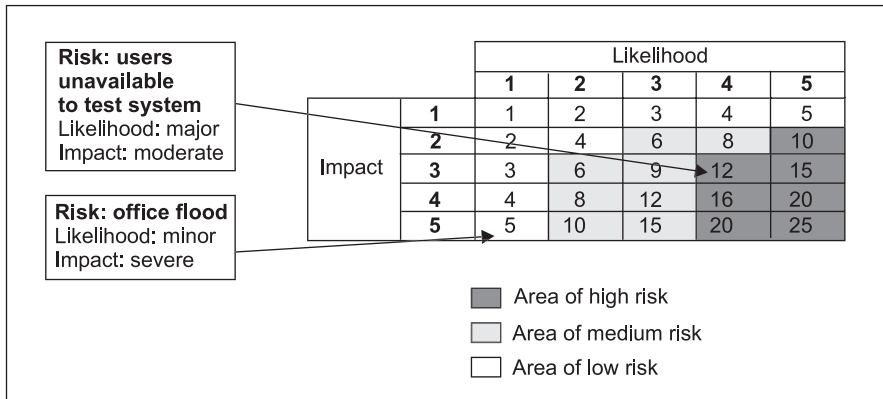 Risk: users
unavailable
to test system
Likelihood: major
Impact: moderate
Risk: office flood
Likelihood: minor
Impact: severe
Likelihood
1 2 3 4 5
Impact
1 1 2 3 4 5
2 2 4 6 8 10
3 3 6 9 12 15
4 4 8 12 16 20
5 5 10 15 20 25
Area of high risk
Area of medium risk
Area of low risk